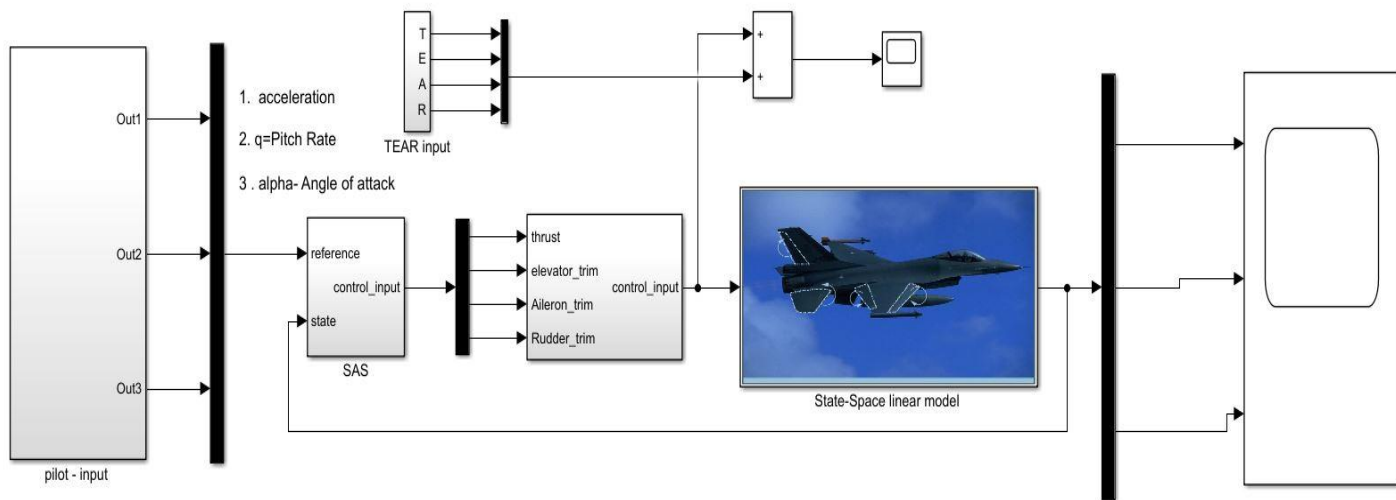 Out1
Out2
Out3
pilot - input
1. acceleration
2. q=Pitch Rate
3 . alpha- Angle of attack
T
E
A
R
TEAR input
+
+
reference
control_input
state
SAS
thrust
elevator_trim
control_input
Aileron_trim
Rudder_trim
State-Space linear model